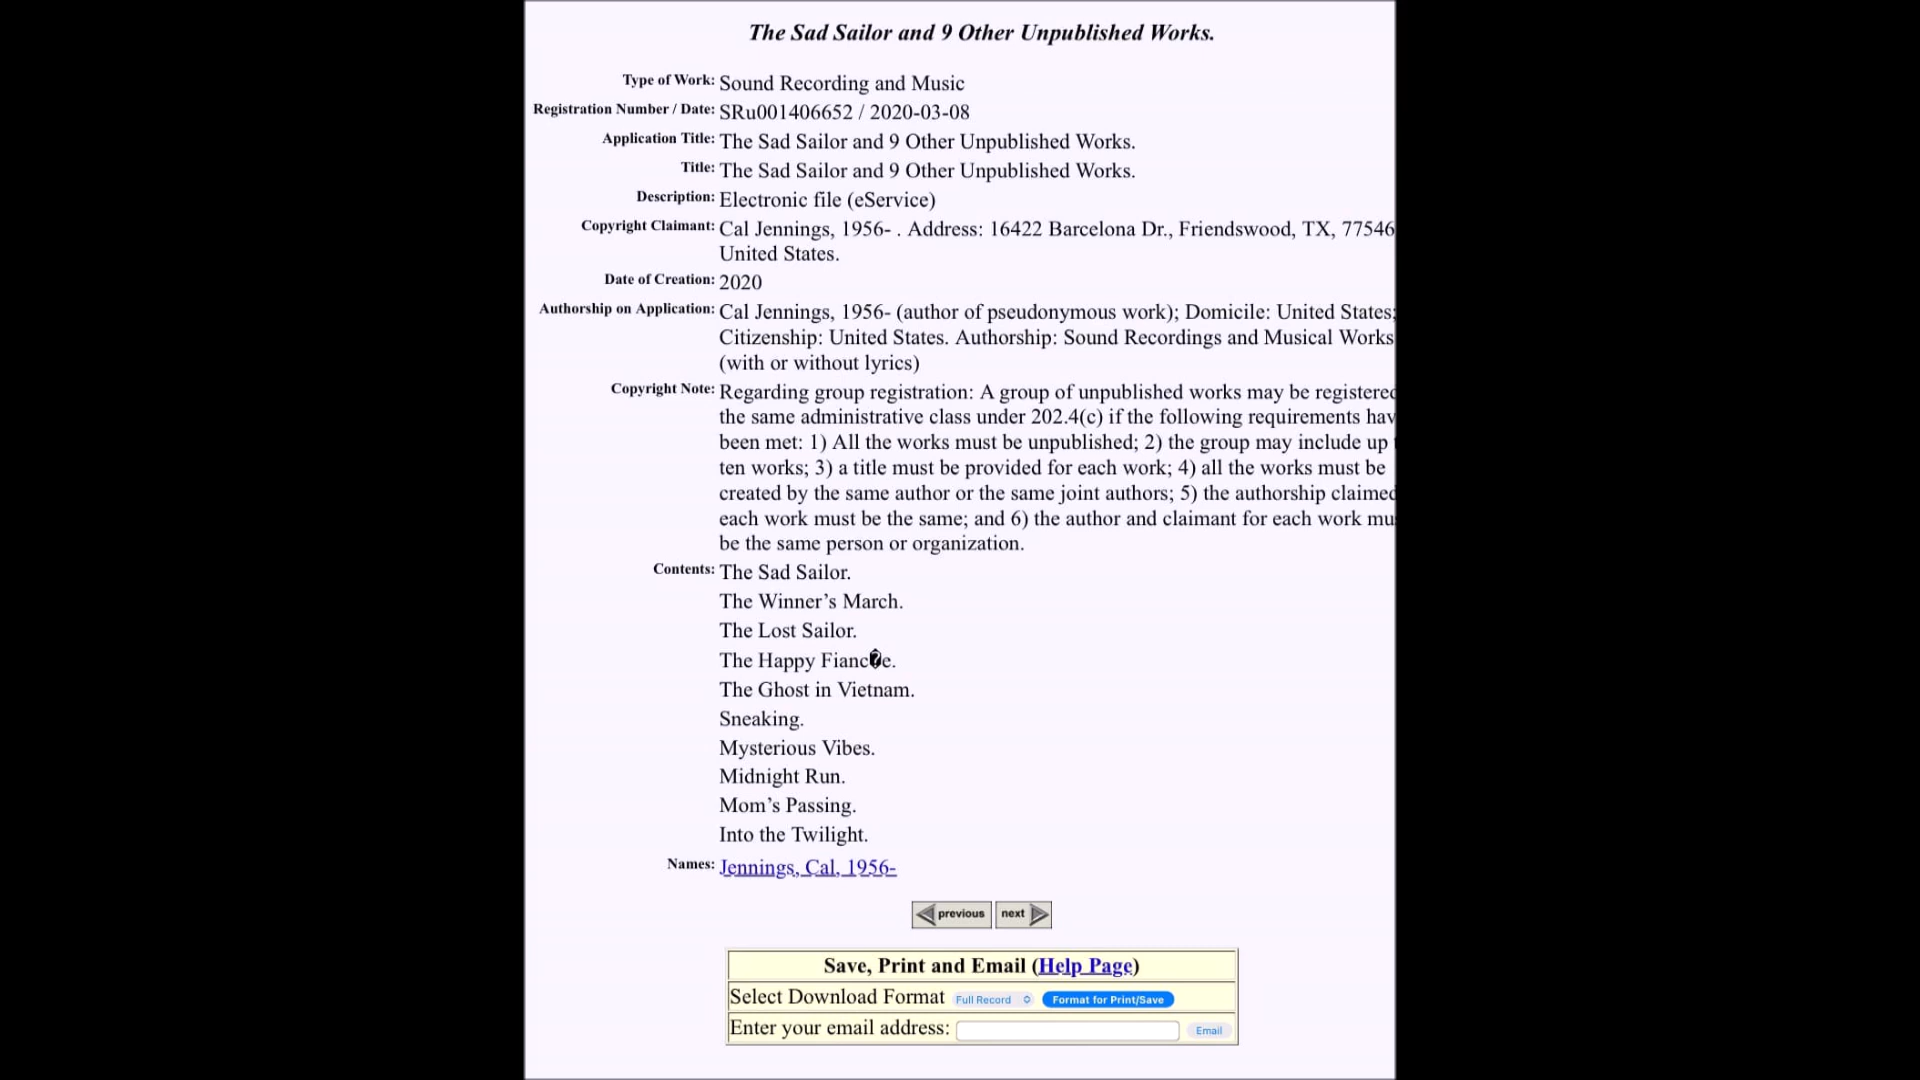 The Sad Sailor and 9 Other Unpublished Works.
Type of Work: Sound Recording and Music
Registration Number / Date: SRu001406652 / 2020-03-08
Application Title: The Sad Sailor and 9 Other Unpublished Works.
Title: The Sad Sailor and 9 Other Unpublished Works.
Description: Electronic file (eService)
Copyright Claimant: Cal Jennings, 1956- . Address: 16422 Barcelona Dr., Friendswood, TX, 77546
United States.
Date of Creation: 2020
Authorship on Application: Cal Jennings, 1956- (author of pseudonymous work); Domicile: United States;
Citizenship: United States. Authorship: Sound Recordings and Musical Works
(with or without lyrics)
Copyright Note: Regarding group registration: A group of unpublished works may be registered
the same administrative class under 202.4(c) if the following requirements hav
been met: 1) All the works must be unpublished; 2) the group may include up
ten works; 3) a title must be provided for each work; 4) all the works must be
created by the same author or the same joint authors; 5) the authorship claimed
each work must be the same; and 6) the author and claimant for each work mu
be the same person or organization.
Contents: The Sad Sailor.
The Winner’s March.
The Lost Sailor.
The Happy Fianc�e.
The Ghost in Vietnam.
Sneaking.
Mysterious Vibes.
Midnight Run.
Mom’s Passing.
Into the Twilight.
Names: Jennings, Cal, 1956-
previous next
Save, Print and Email (Help Page)
Select Download Format Full Record Format for Print/Save
Enter your email address: Email